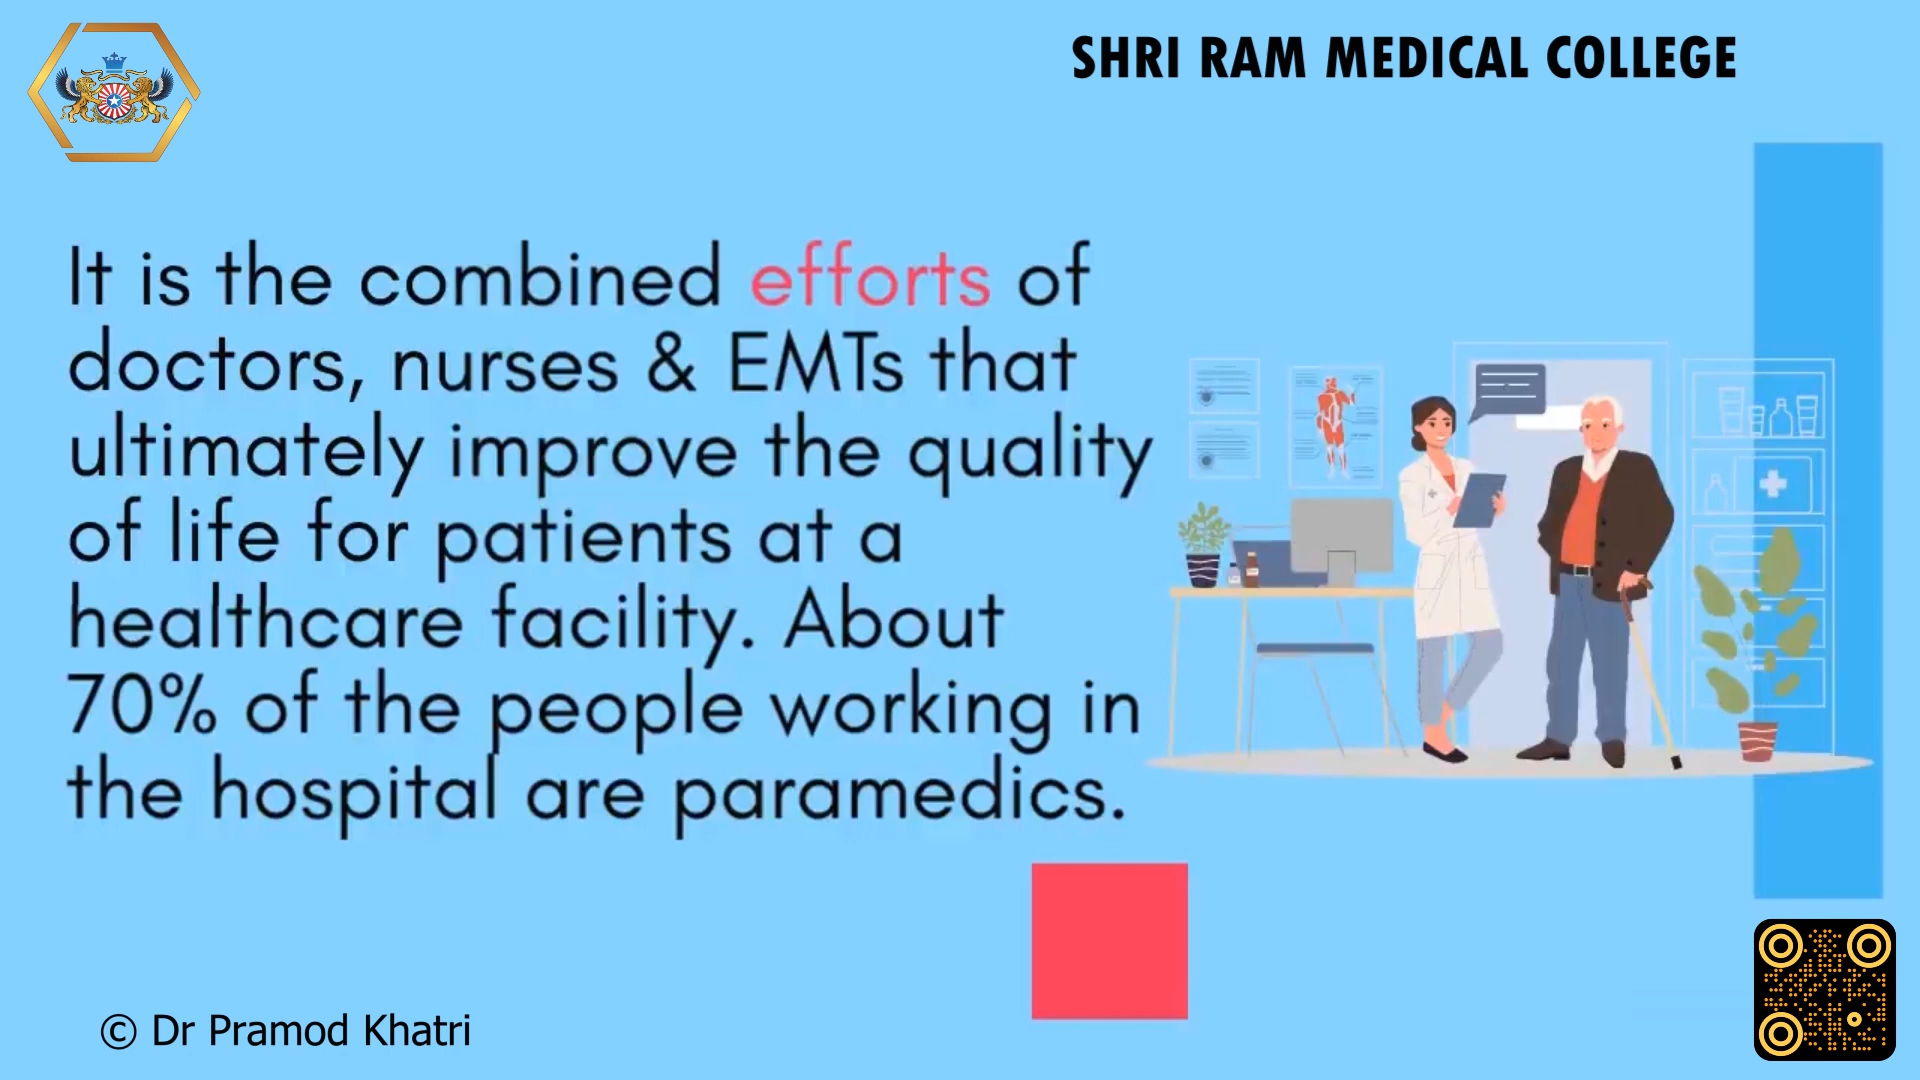 SHRI RAM MEDICAL COLLEGE
It is the combined efforts of
doctors, nurses & EMTs that
ultimately improve the quality
of life for patients at a
healthcare facility. About
70% of the people working in
the hospital are paramedics.
© Dr Pramod Khatri